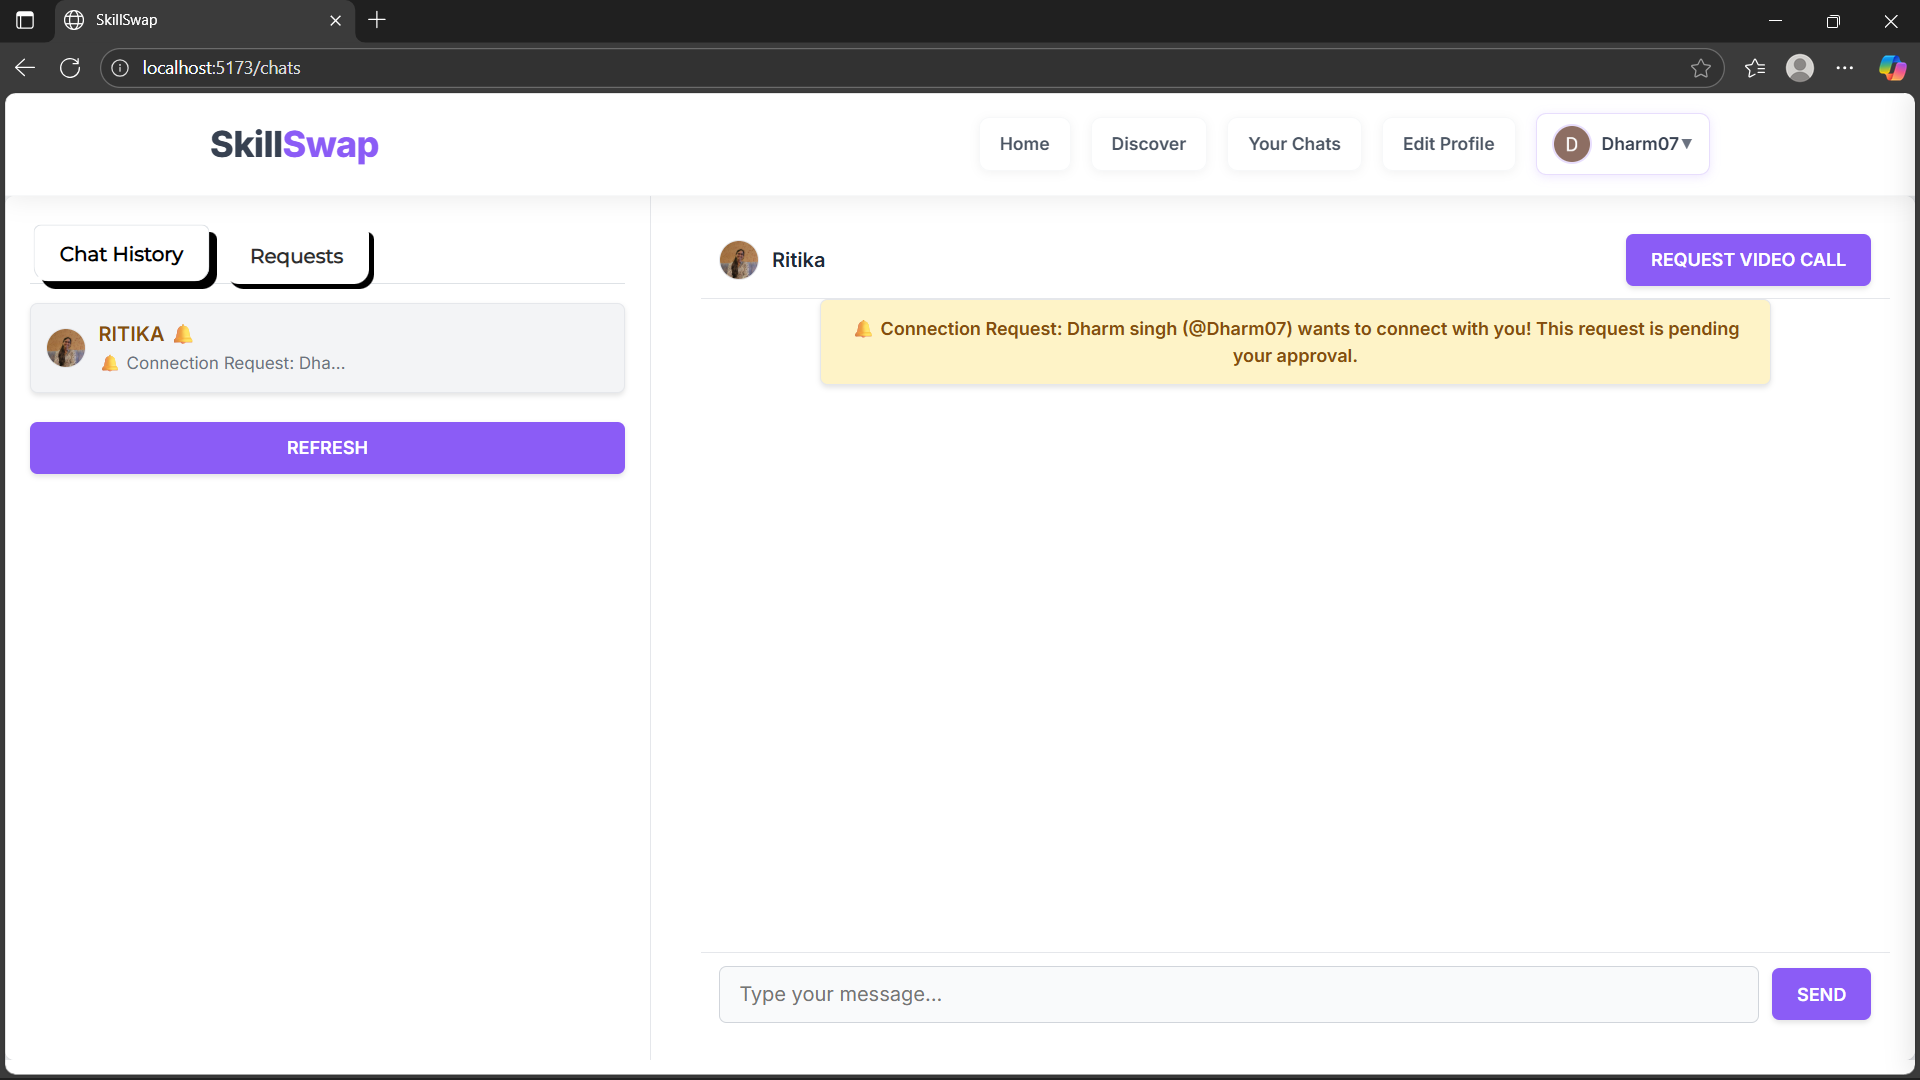 SkillSwap
localhost:5173/chats
SkillSwap
Home
Discover
Your Chats
Edit Profile
D
Dharm07▼
Chat History
Requests
RITIKA 🔔
🔔 Connection Request: Dha...
REFRESH
Ritika
REQUEST VIDEO CALL
🔔 Connection Request: Dharm singh (@Dharm07) wants to connect with you! This request is pending
your approval.
Type your message...
SEND